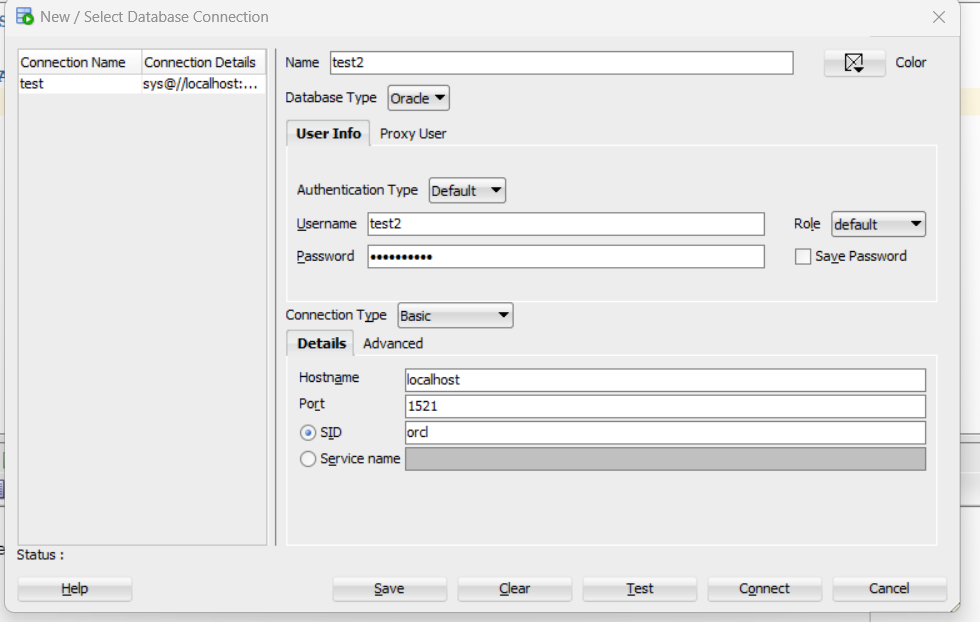 New / Select Database Connection
Connection Name Connection Details
test sys@//localhost:...
Name test2 Color
Database Type Oracle
User Info Proxy User
Authentication Type Default
Username test2 Role default
Password •••••••••• Save Password
Connection Type Basic
Details Advanced
Hostname localhost
Port 1521
SID orcl
Service name
Status :
Help Save Clear Test Connect Cancel